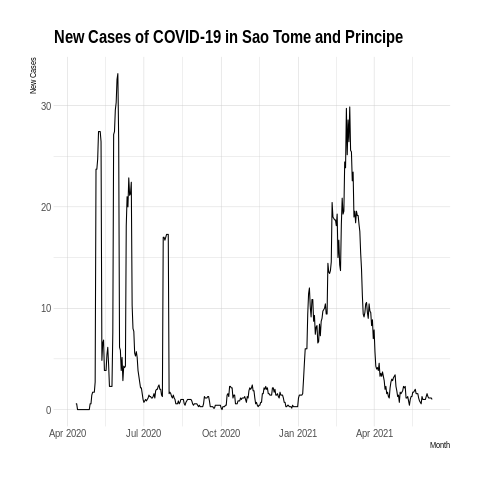 New Cases of COVID-19 in Sao Tome and Principe
New Cases
30
20
10
0
Apr 2020 Jul 2020 Oct 2020 Jan 2021 Apr 2021
Month